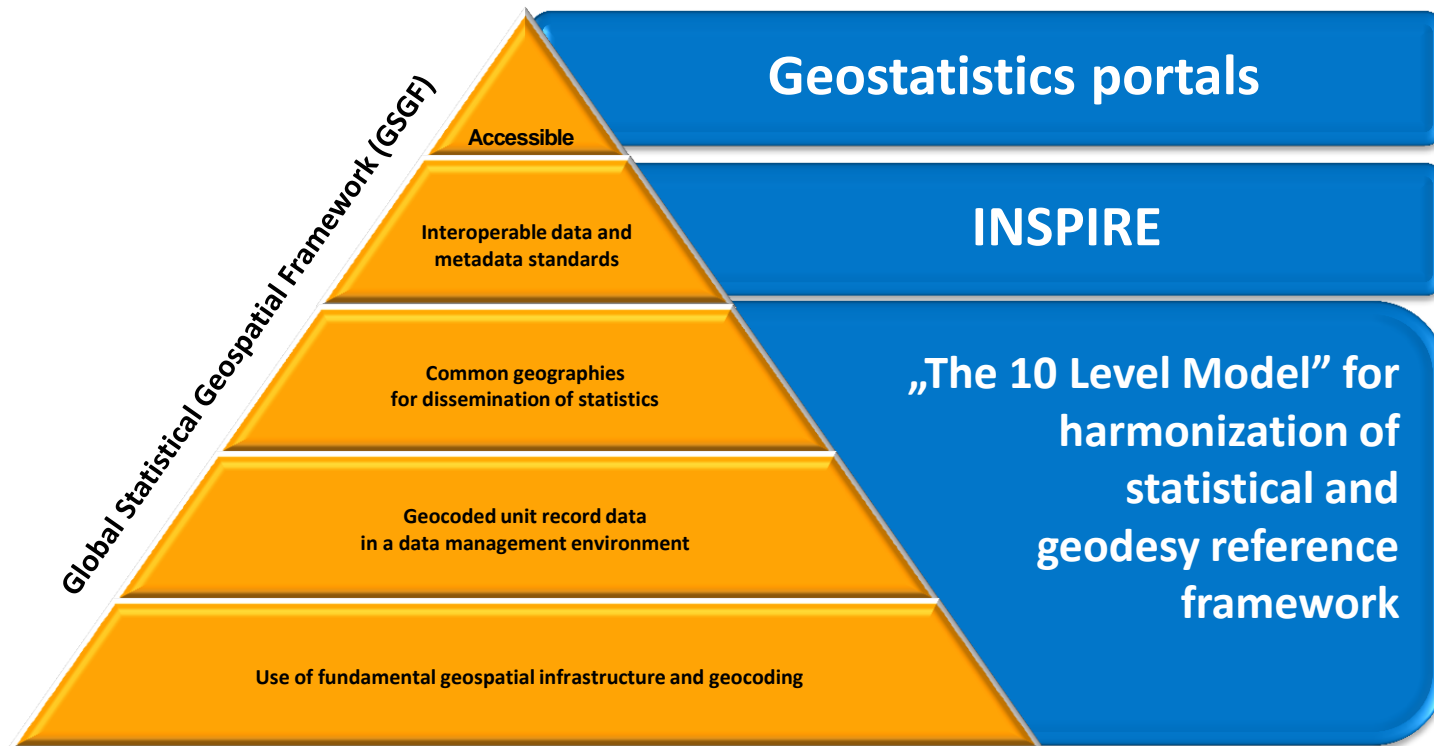 Global Statistical Geospatial Framework (GSGF)
Accessible
Interoperable data and
metadata standards
Common geographies
for dissemination of statistics
Geocoded unit record data
in a data management environment
Use of fundamental geospatial infrastructure and geocoding
Geostatistics portals
INSPIRE
„The 10 Level Model” for
harmonization of
statistical and
geodesy reference
framework